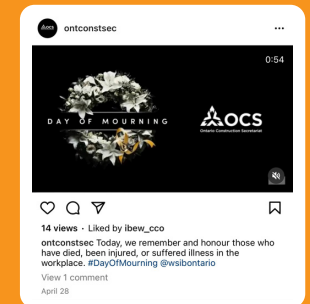 AOCS
ontconstsec
0:54
DAY OF MOURNING
OCS
Ontario Construction Secretariat
14 views · Liked by ibew_cco
ontconstsec Today, we remember and honour those who
have died, been injured, or suffered illness in the
workplace. #DayOfMourning @wsibontario
View 1 comment
April 28